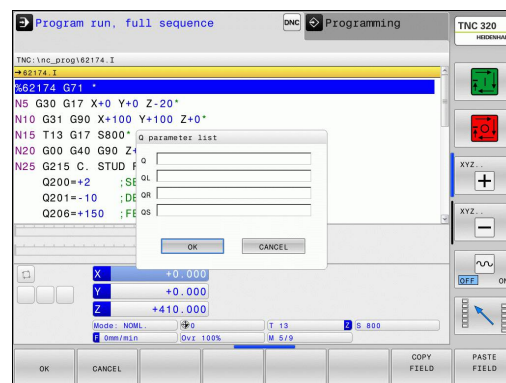 Program run, full sequence
DNC
Programming
TNC 320
HEIDENHAI
TNC:\nc_prog\62174.I
→62174.I
%62174 G71 *
N5 G30 G17 X+0 Y+0 Z-20*
N10 G31 G90 X+100 Y+100 Z+0*
N15 T13 G17 S800*
N20 G00 G40 G90 Z+
N25 G215 C. STUD F
Q200=+2 ;SE
Q201=-10 ;DE
Q206=+150 ;FE
Q parameter list
Q
QL
QR
QS
OK
CANCEL
X +0.000
Y +0.000
Z +410.000
Mode: NOML. 0 T 13 Z S 800
F 0mm/min Ovr 100% M 5/9
XYZ..
+
XYZ..
−
OFF ON
OK
CANCEL
COPY FIELD
PASTE FIELD